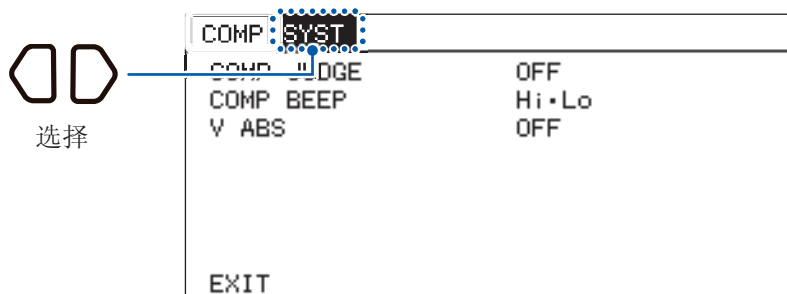 COMP SYST
COMP JUDGE OFF
COMP BEEP Hi•Lo
V ABS OFF
选择
EXIT